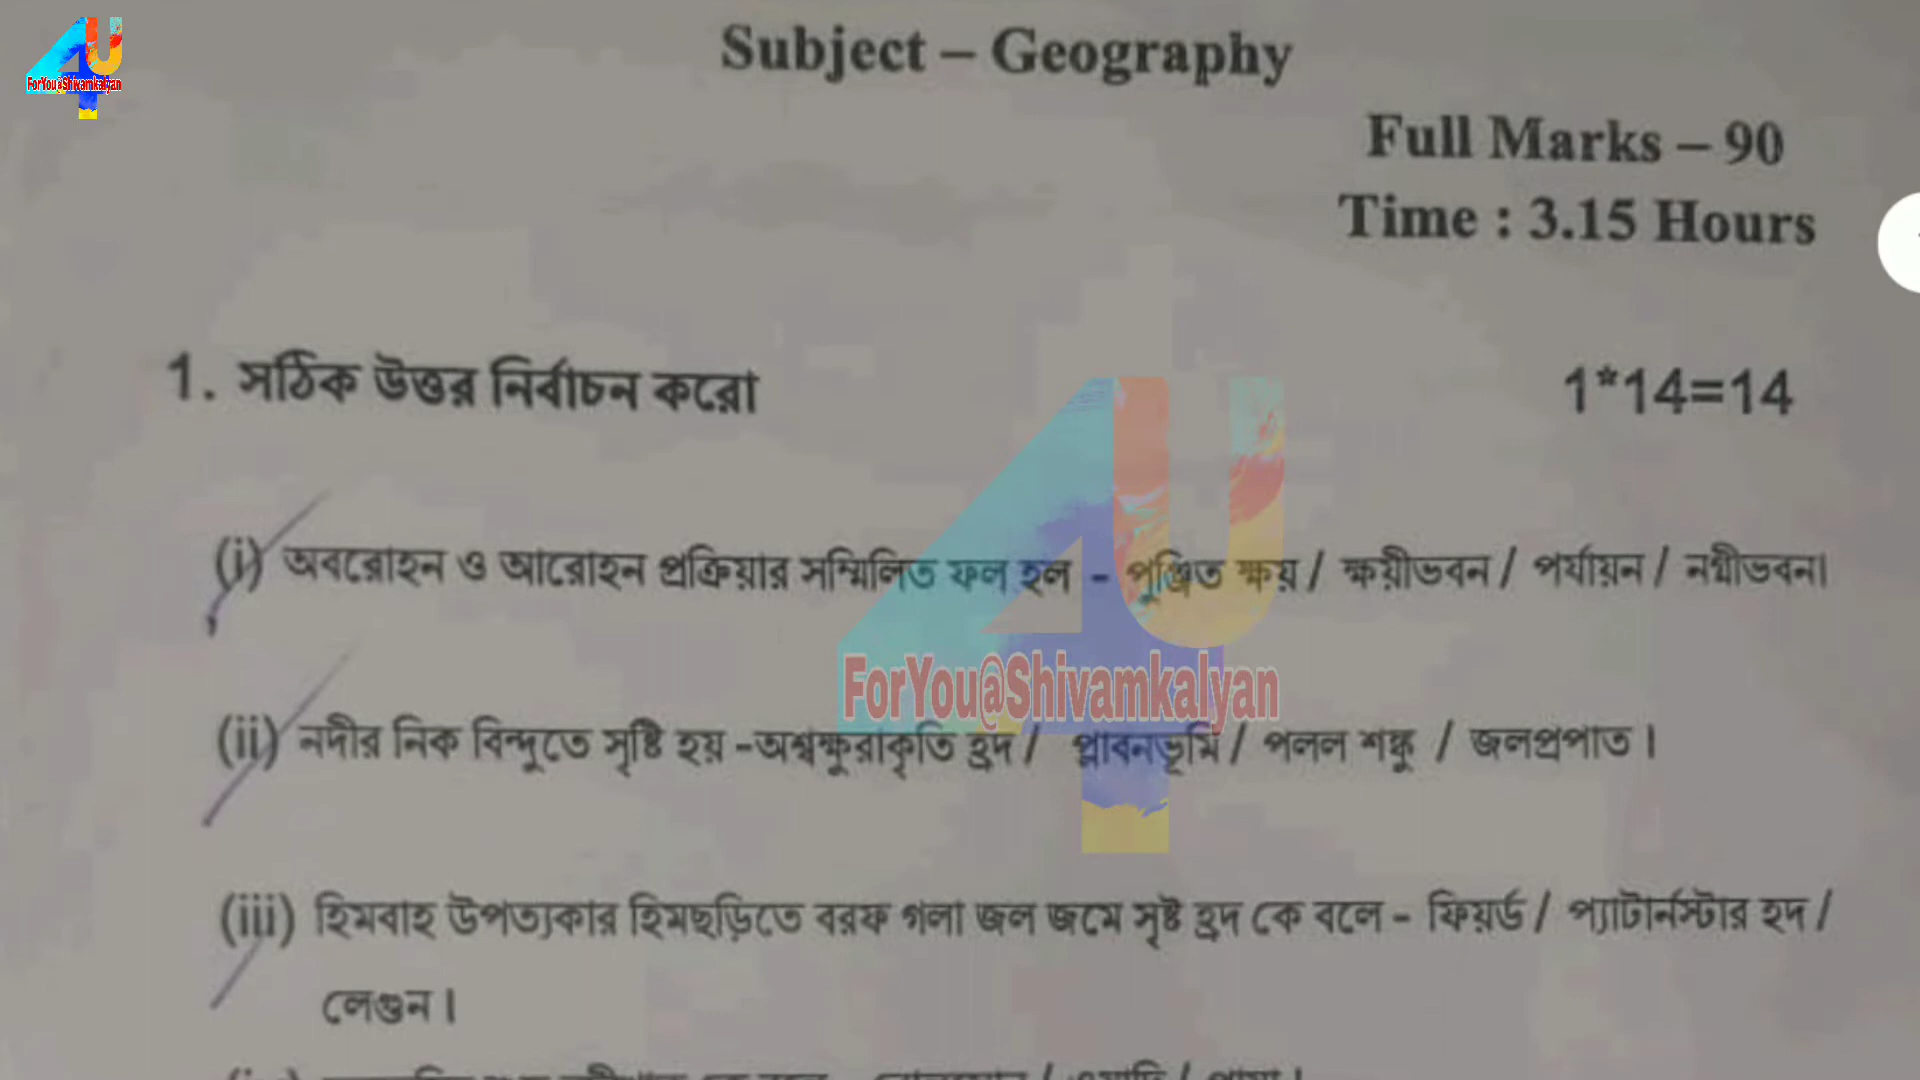 4U
ForYou@Shivamkalyan
Subject – Geography
Full Marks – 90
Time : 3.15 Hours
1. সঠিক উত্তর নির্বাচন করো 1*14=14
(i) অবরোহন ও আরোহন প্রক্রিয়ার সম্মিলিত ফল হল - পুঞ্জিত ক্ষয় / ক্ষয়ীভবন / পর্যায়ন / নগ্নীভবন।
4U
ForYou@Shivamkalyan
(ii) নদীর নিক বিন্দুতে সৃষ্টি হয় -অশ্বক্ষুরাকৃতি হ্রদ / প্লাবনভূমি / পলল শঙ্কু / জলপ্রপাত।
(iii) হিমবাহ উপত্যকার হিমছড়িতে বরফ গলা জল জমে সৃষ্ট হ্রদ কে বলে - ফিয়র্ড / প্যাটার্নস্টার হ্রদ /
লেগুন।